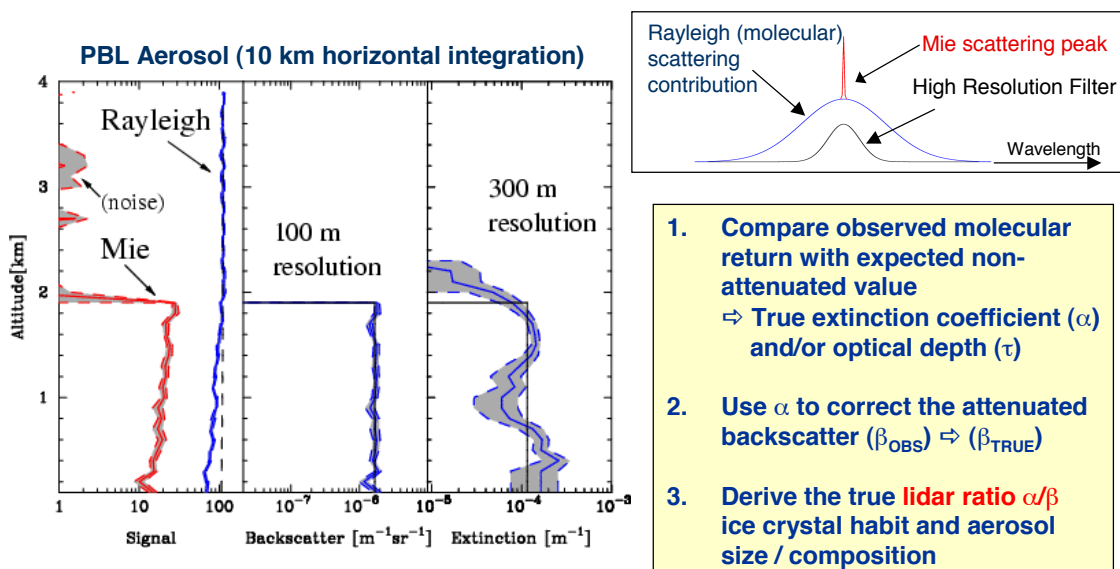 PBL Aerosol (10 km horizontal integration)
4
3
2
1
Altitude[km]
Rayleigh
(noise)
Mie
100 m
resolution
300 m
resolution
1
10
100
10⁻⁷
10⁻⁶
10⁻⁵
10⁻⁴
10⁻³
Signal
Backscatter [m⁻¹sr⁻¹]
Extinction [m⁻¹]
Rayleigh (molecular)
scattering
contribution
Mie scattering peak
High Resolution Filter
Wavelength
1. Compare observed molecular
return with expected non-
attenuated value
⇨ True extinction coefficient (α)
and/or optical depth (τ)
2. Use α to correct the attenuated
backscatter (βOBS) ⇨ (βTRUE)
3. Derive the true lidar ratio α/β
ice crystal habit and aerosol
size / composition